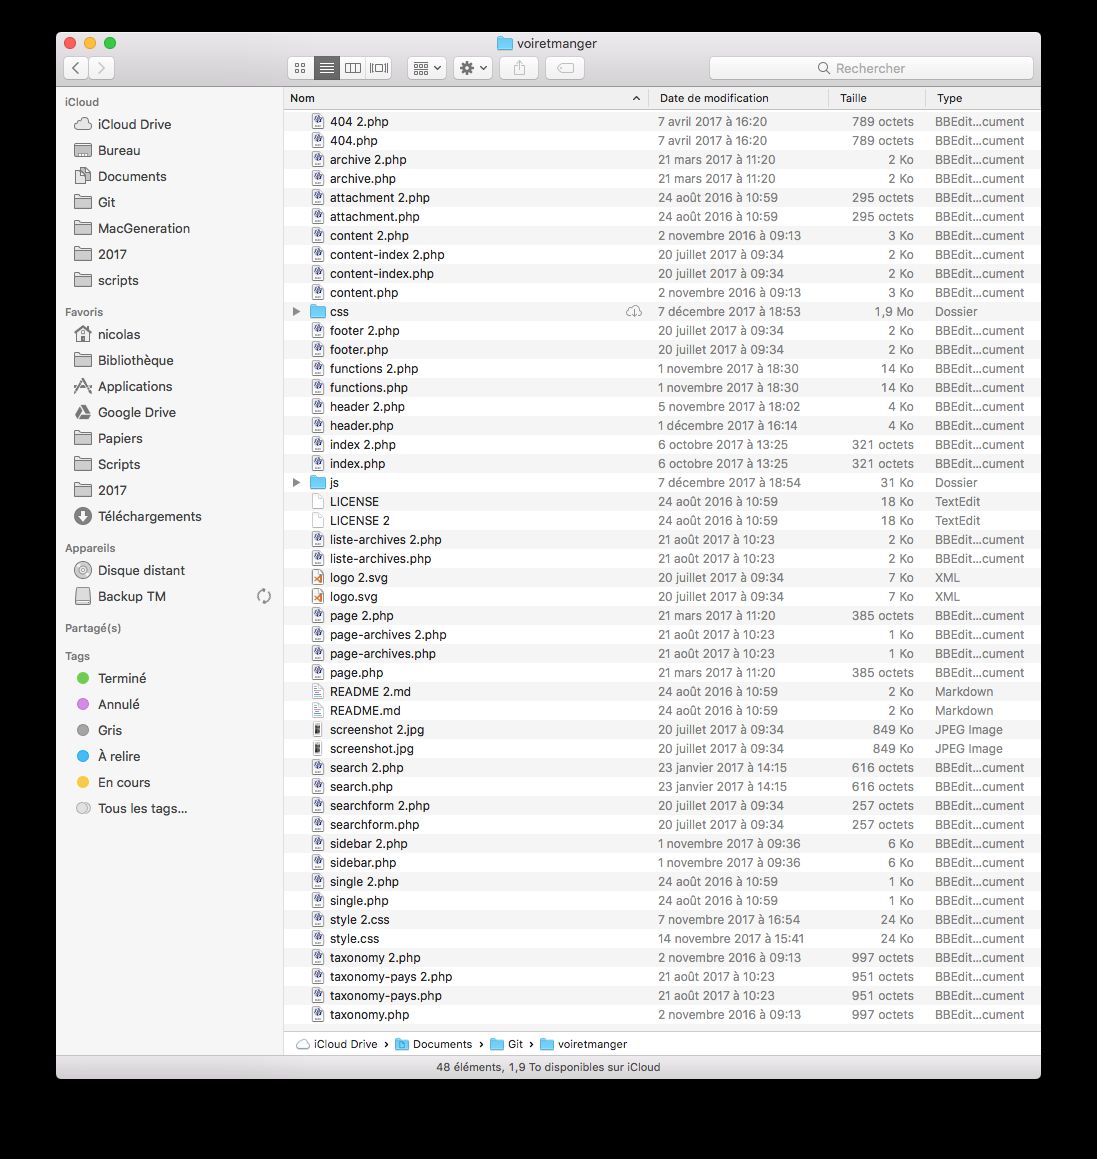 voiretmanger
Rechercher
iCloud
iCloud Drive
Bureau
Documents
Git
MacGeneration
2017
scripts
Favoris
nicolas
Bibliothèque
Applications
Google Drive
Papiers
Scripts
2017
Téléchargements
Appareils
Disque distant
Backup TM
Partagé(s)
Tags
Terminé
Annulé
Gris
À relire
En cours
Tous les tags...
Nom Date de modification Taille Type
404 2.php 7 avril 2017 à 16:20 789 octets BBEdit...cument
404.php 7 avril 2017 à 16:20 789 octets BBEdit...cument
archive 2.php 21 mars 2017 à 11:20 2 Ko BBEdit...cument
archive.php 21 mars 2017 à 11:20 2 Ko BBEdit...cument
attachment 2.php 24 août 2016 à 10:59 295 octets BBEdit...cument
attachment.php 24 août 2016 à 10:59 295 octets BBEdit...cument
content 2.php 2 novembre 2016 à 09:13 3 Ko BBEdit...cument
content-index 2.php 20 juillet 2017 à 09:34 2 Ko BBEdit...cument
content-index.php 20 juillet 2017 à 09:34 2 Ko BBEdit...cument
content.php 2 novembre 2016 à 09:13 3 Ko BBEdit...cument
css 7 décembre 2017 à 18:53 1,9 Mo Dossier
footer 2.php 20 juillet 2017 à 09:34 2 Ko BBEdit...cument
footer.php 20 juillet 2017 à 09:34 2 Ko BBEdit...cument
functions 2.php 1 novembre 2017 à 18:30 14 Ko BBEdit...cument
functions.php 1 novembre 2017 à 18:30 14 Ko BBEdit...cument
header 2.php 5 novembre 2017 à 18:02 4 Ko BBEdit...cument
header.php 1 décembre 2017 à 16:14 4 Ko BBEdit...cument
index 2.php 6 octobre 2017 à 13:25 321 octets BBEdit...cument
index.php 6 octobre 2017 à 13:25 321 octets BBEdit...cument
js 7 décembre 2017 à 18:54 31 Ko Dossier
LICENSE 24 août 2016 à 10:59 18 Ko TextEdit
LICENSE 2 24 août 2016 à 10:59 18 Ko TextEdit
liste-archives 2.php 21 août 2017 à 10:23 2 Ko BBEdit...cument
liste-archives.php 21 août 2017 à 10:23 2 Ko BBEdit...cument
logo 2.svg 20 juillet 2017 à 09:34 7 Ko XML
logo.svg 20 juillet 2017 à 09:34 7 Ko XML
page 2.php 21 mars 2017 à 11:20 385 octets BBEdit...cument
page-archives 2.php 21 août 2017 à 10:23 1 Ko BBEdit...cument
page-archives.php 21 août 2017 à 10:23 1 Ko BBEdit...cument
page.php 21 mars 2017 à 11:20 385 octets BBEdit...cument
README 2.md 24 août 2016 à 10:59 2 Ko Markdown
README.md 24 août 2016 à 10:59 2 Ko Markdown
screenshot 2.jpg 20 juillet 2017 à 09:34 849 Ko JPEG Image
screenshot.jpg 20 juillet 2017 à 09:34 849 Ko JPEG Image
search 2.php 23 janvier 2017 à 14:15 616 octets BBEdit...cument
search.php 23 janvier 2017 à 14:15 616 octets BBEdit...cument
searchform 2.php 20 juillet 2017 à 09:34 257 octets BBEdit...cument
searchform.php 20 juillet 2017 à 09:34 257 octets BBEdit...cument
sidebar 2.php 1 novembre 2017 à 09:36 6 Ko BBEdit...cument
sidebar.php 1 novembre 2017 à 09:36 6 Ko BBEdit...cument
single 2.php 24 août 2016 à 10:59 1 Ko BBEdit...cument
single.php 24 août 2016 à 10:59 1 Ko BBEdit...cument
style 2.css 7 novembre 2017 à 16:54 24 Ko BBEdit...cument
style.css 14 novembre 2017 à 15:41 24 Ko BBEdit...cument
taxonomy 2.php 2 novembre 2016 à 09:13 997 octets BBEdit...cument
taxonomy-pays 2.php 21 août 2017 à 10:23 951 octets BBEdit...cument
taxonomy-pays.php 21 août 2017 à 10:23 951 octets BBEdit...cument
taxonomy.php 2 novembre 2016 à 09:13 997 octets BBEdit...cument
iCloud Drive › Documents › Git › voiretmanger
48 éléments, 1,9 To disponibles sur iCloud